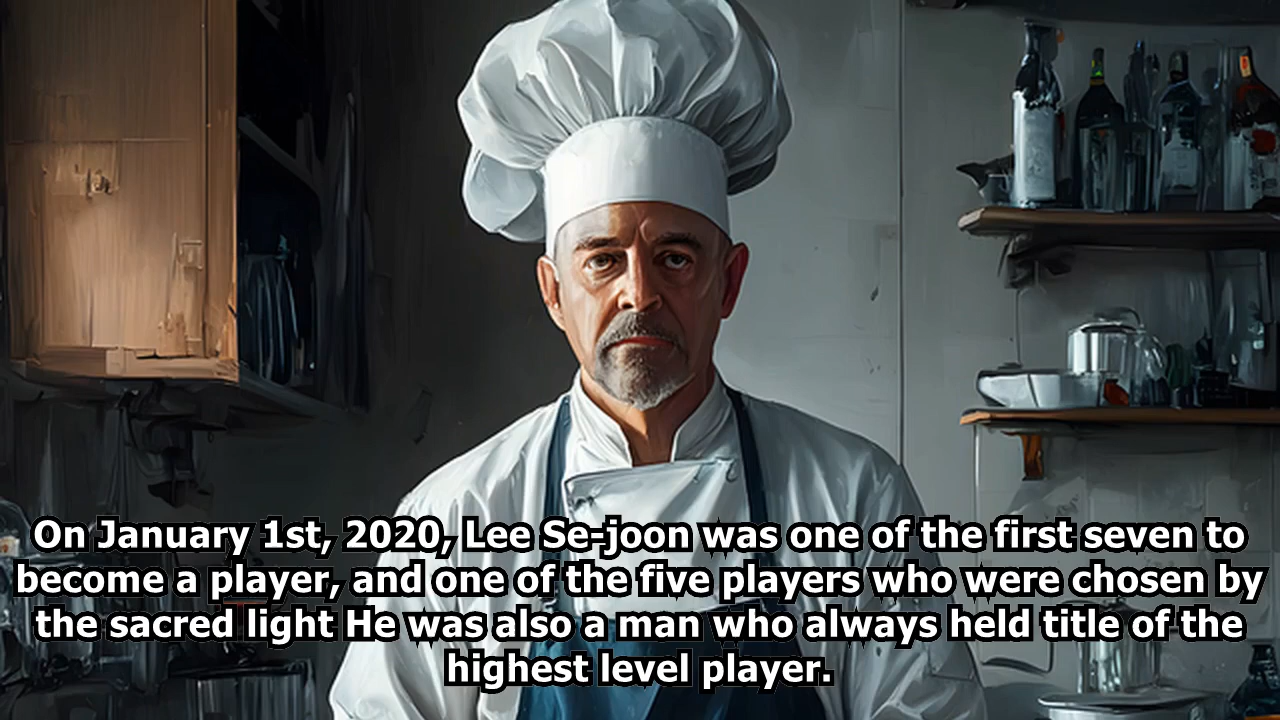 On January 1st, 2020, Lee Se-joon was one of the first seven to
become a player, and one of the five players who were chosen by
the sacred light He was also a man who always held title of the
highest level player.